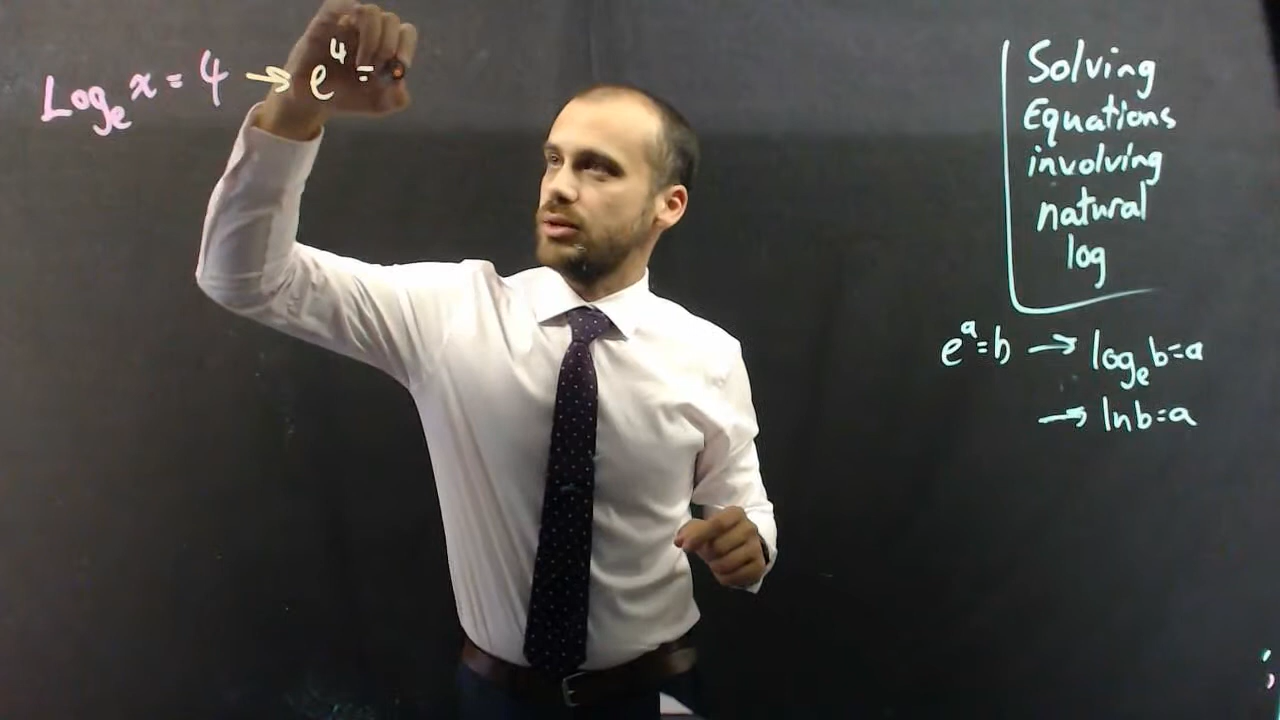 Logₑ x = 4 → e⁴ =
Solving
Equations
involving
natural
log
eᵃ = b → logₑ b = a
→ ln b = a